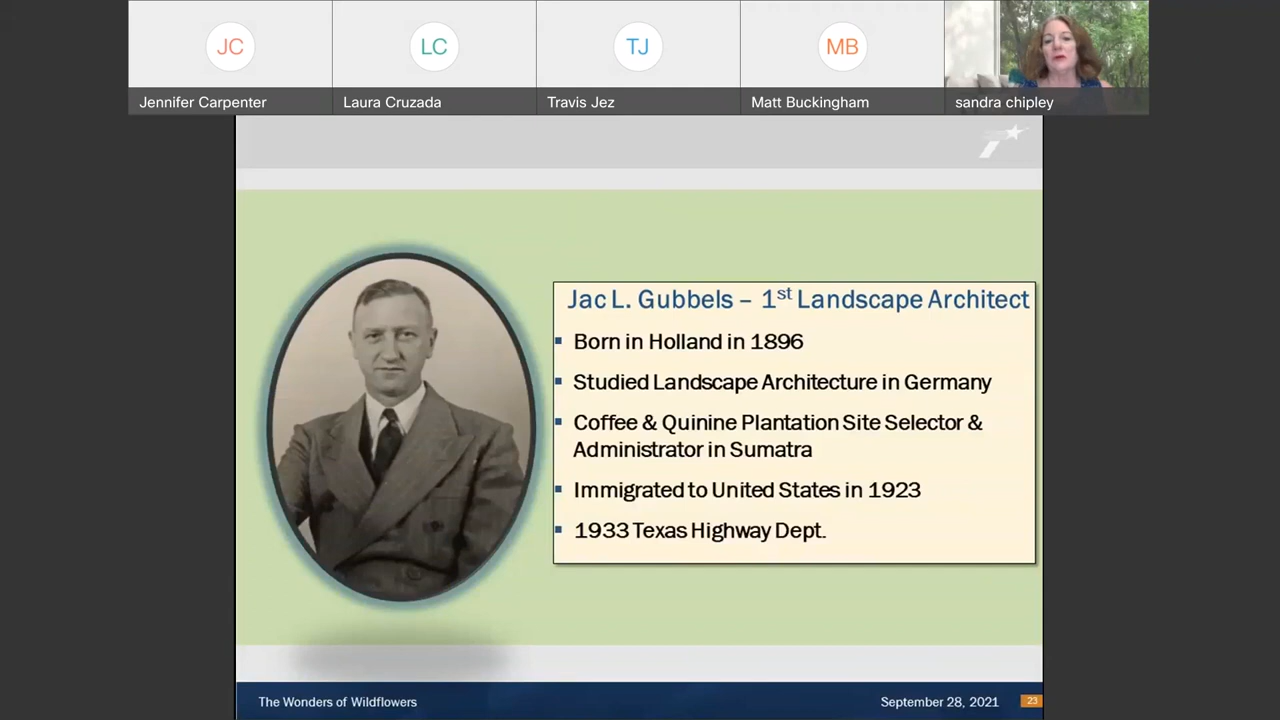 JC
LC
TJ
MB
Jennifer Carpenter
Laura Cruzada
Travis Jez
Matt Buckingham
sandra chipley
Jac L. Gubbels – 1st Landscape Architect
Born in Holland in 1896
Studied Landscape Architecture in Germany
Coffee & Quinine Plantation Site Selector &
Administrator in Sumatra
Immigrated to United States in 1923
1933 Texas Highway Dept.
The Wonders of Wildflowers
September 28, 2021
23